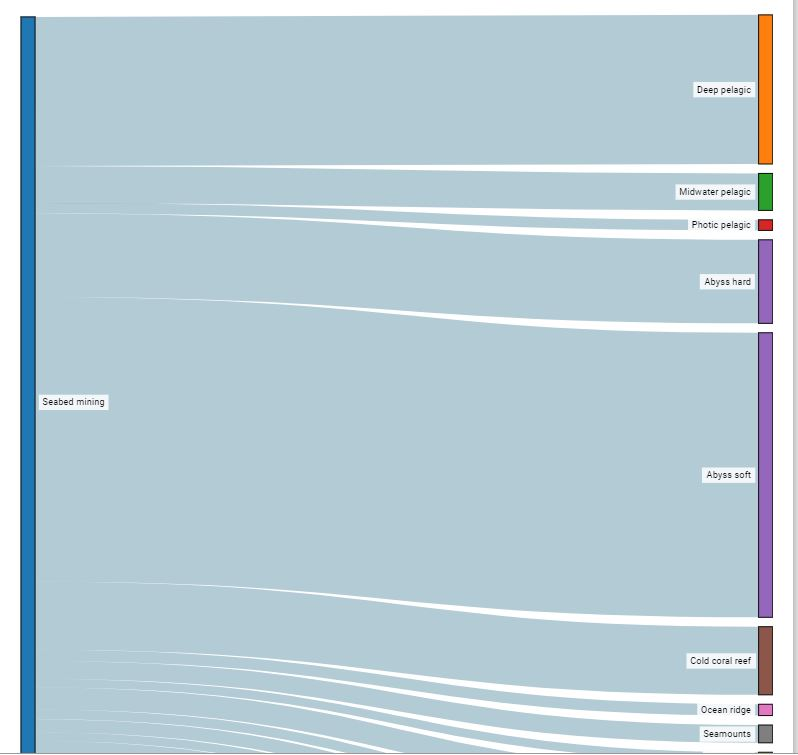 Deep pelagic
Midwater pelagic
Photic pelagic
Abyss hard
Seabed mining
Abyss soft
Cold coral reef
Ocean ridge
Seamounts